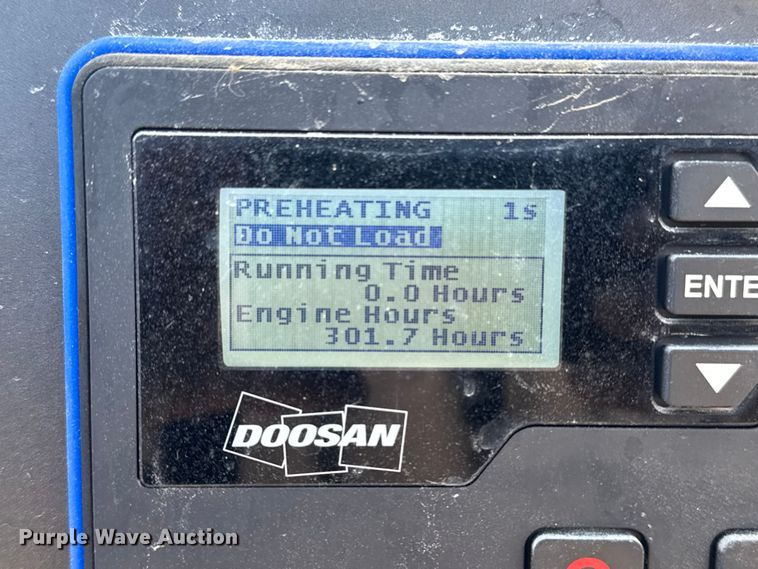 PREHEATING 1s
Do Not Load
Running Time
0.0 Hours
Engine Hours
301.7 Hours
ENTE
DOOSAN
Purple Wave Auction